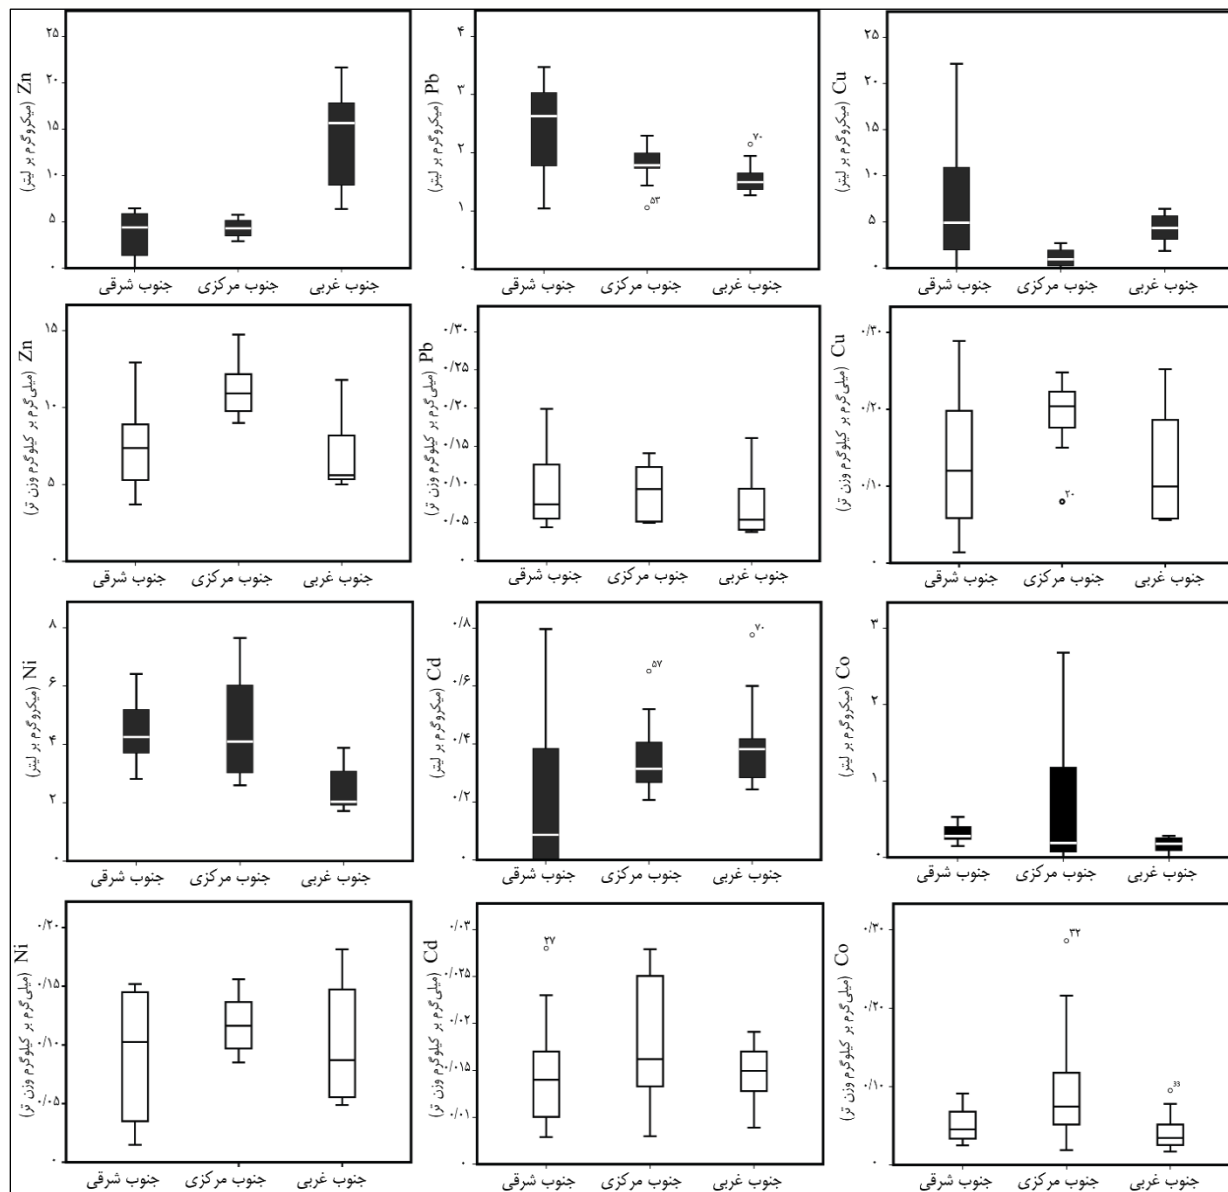 Zn (میکروگرم بر لیتر)
۲۵
۲۰
۱۵
۱۰
۵
۰
جنوب شرقی جنوب مرکزی جنوب غربی
Pb (میکروگرم بر لیتر)
۴
۳
۲
۱
۰
۷۰
۵۳
جنوب شرقی جنوب مرکزی جنوب غربی
Cu (میکروگرم بر لیتر)
۲۵
۲۰
۱۵
۱۰
۵
۰
جنوب شرقی جنوب مرکزی جنوب غربی
Zn (میلی‌گرم بر کیلوگرم وزن تر)
۱۵
۱۰
۵
۰
جنوب شرقی جنوب مرکزی جنوب غربی
Pb (میلی‌گرم بر کیلوگرم وزن تر)
۰/۳۰
۰/۲۵
۰/۲۰
۰/۱۵
۰/۱۰
۰/۰۵
۰
جنوب شرقی جنوب مرکزی جنوب غربی
Cu (میلی‌گرم بر کیلوگرم وزن تر)
۰/۳۰
۰/۲۰
۰/۱۰
۰
۲۰
جنوب شرقی جنوب مرکزی جنوب غربی
Ni (میکروگرم بر لیتر)
۸
۶
۴
۲
۰
جنوب شرقی جنوب مرکزی جنوب غربی
Cd (میکروگرم بر لیتر)
۰/۸
۰/۶
۰/۴
۰/۲
۰
۵۷
۷۰
جنوب شرقی جنوب مرکزی جنوب غربی
Co (میکروگرم بر لیتر)
۳
۲
۱
۰
جنوب شرقی جنوب مرکزی جنوب غربی
Ni (میلی‌گرم بر کیلوگرم وزن تر)
۰/۲۰
۰/۱۵
۰/۱۰
۰/۰۵
۰
جنوب شرقی جنوب مرکزی جنوب غربی
Cd (میلی‌گرم بر کیلوگرم وزن تر)
۰/۰۳
۰/۰۲۵
۰/۰۲
۰/۰۱۵
۰/۰۱
۰
۲۷
جنوب شرقی جنوب مرکزی جنوب غربی
Co (میلی‌گرم بر کیلوگرم وزن تر)
۰/۳۰
۰/۲۰
۰/۱۰
۰
۳۲
۳۳
جنوب شرقی جنوب مرکزی جنوب غربی